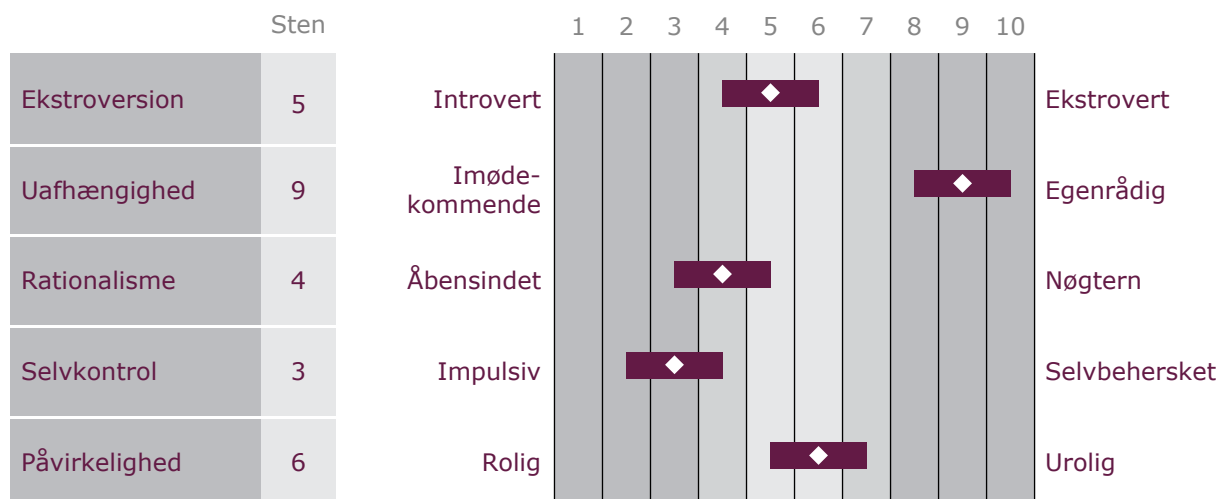 Sten 1 2 3 4 5 6 7 8 9 10
Ekstroversion 5 Introvert Ekstrovert
Uafhængighed 9 Imøde-
kommende Egenrådig
Rationalisme 4 Åbensindet Nøgtern
Selvkontrol 3 Impulsiv Selvbehersket
Påvirkelighed 6 Rolig Urolig